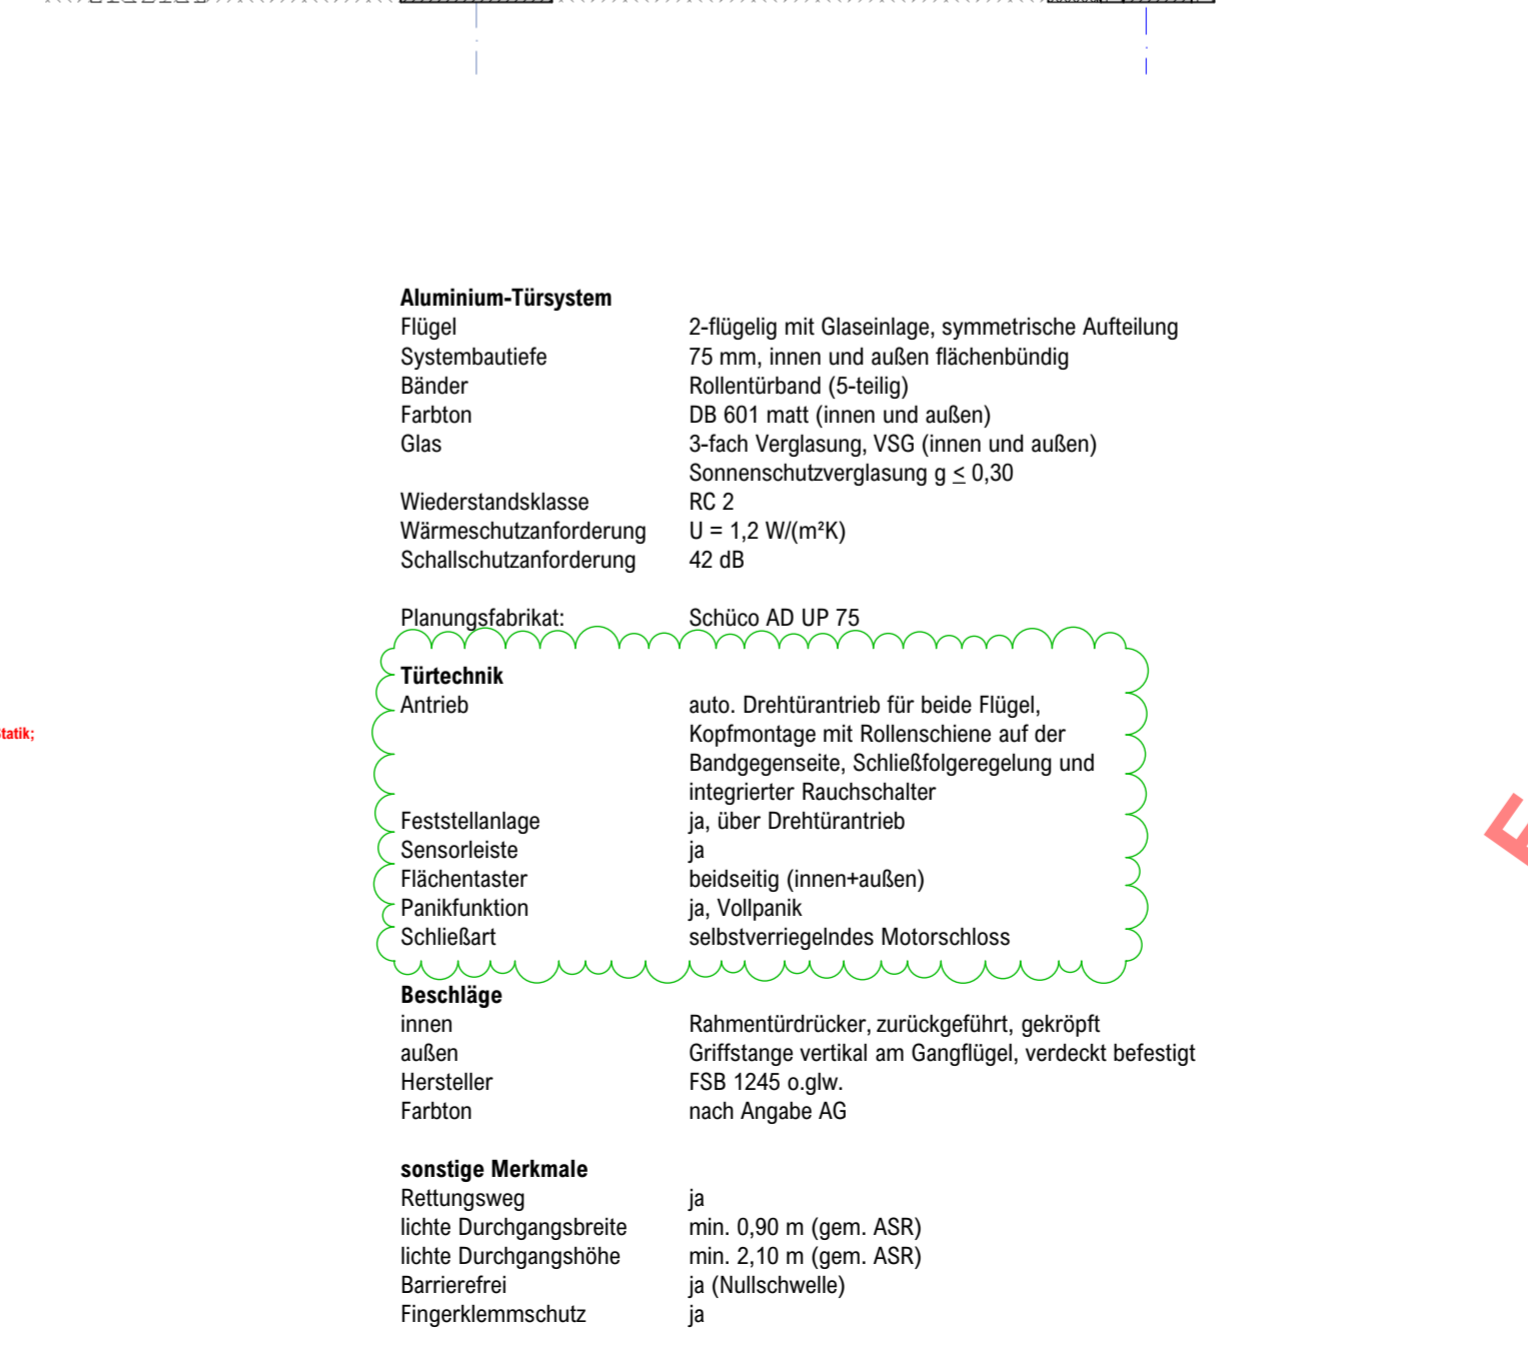 Aluminium-Türsystem
Flügel 2-flügelig mit Glaseinlage, symmetrische Aufteilung
Systembautiefe 75 mm, innen und außen flächenbündig
Bänder Rollentürband (5-teilig)
Farbton DB 601 matt (innen und außen)
Glas 3-fach Verglasung, VSG (innen und außen)
Sonnenschutzverglasung g ≤ 0,30
Wiederstandsklasse RC 2
Wärmeschutzanforderung U = 1,2 W/(m²K)
Schallschutzanforderung 42 dB
Planungsfabrikat: Schüco AD UP 75
Türtechnik
Antrieb auto. Drehtürantrieb für beide Flügel,
Kopfmontage mit Rollenschiene auf der
tatik;
Bandgegenseite, Schließfolgeregelung und
integrierter Rauchschalter
Feststellanlage ja, über Drehtürantrieb
Sensorleiste ja
Flächentaster beidseitig (innen+außen)
Panikfunktion ja, Vollpanik
Schließart selbstverriegelndes Motorschloss
Beschläge
innen Rahmentürdrücker, zurückgeführt, gekröpft
außen Griffstange vertikal am Gangflügel, verdeckt befestigt
Hersteller FSB 1245 o.glw.
Farbton nach Angabe AG
sonstige Merkmale
Rettungsweg ja
lichte Durchgangsbreite min. 0,90 m (gem. ASR)
lichte Durchgangshöhe min. 2,10 m (gem. ASR)
Barrierefrei ja (Nullschwelle)
Fingerklemmschutz ja